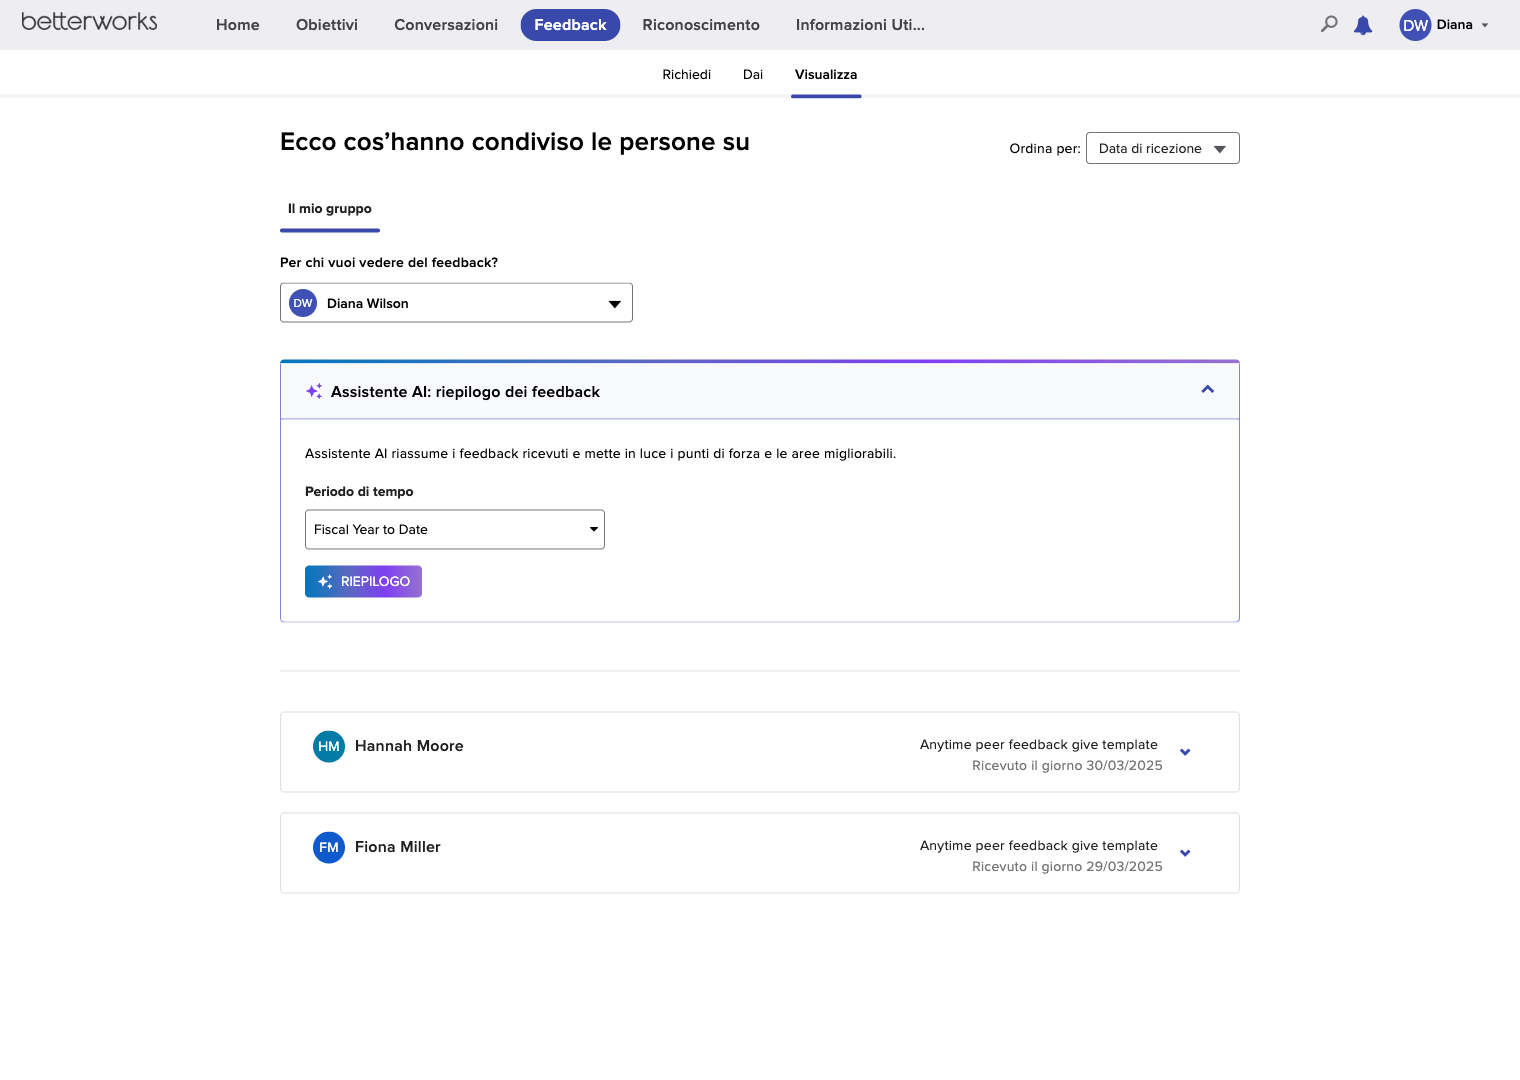 betterworks
Home
Obiettivi
Conversazioni
Feedback
Riconoscimento
Informazioni Uti...
DW
Diana
Richiedi
Dai
Visualizza
Ecco cos’hanno condiviso le persone su
Ordina per:
Data di ricezione
Il mio gruppo
Per chi vuoi vedere del feedback?
DW
Diana Wilson
Assistente AI: riepilogo dei feedback
Assistente AI riassume i feedback ricevuti e mette in luce i punti di forza e le aree migliorabili.
Periodo di tempo
Fiscal Year to Date
RIEPILOGO
HM
Hannah Moore
Anytime peer feedback give template
Ricevuto il giorno 30/03/2025
FM
Fiona Miller
Anytime peer feedback give template
Ricevuto il giorno 29/03/2025